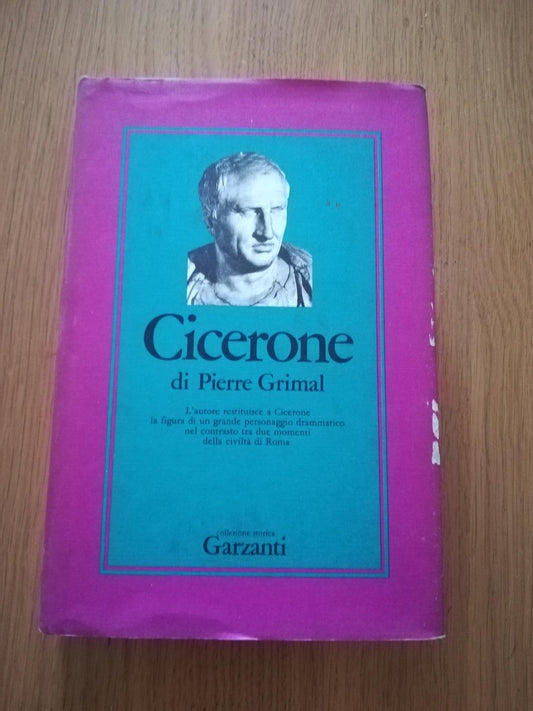 Cicerone
di Pierre Grimal
L'autore restituisce a Cicerone
la figura di un grande personaggio drammatico
nel contrasto tra due momenti
della civiltà di Roma
collezione storica
Garzanti